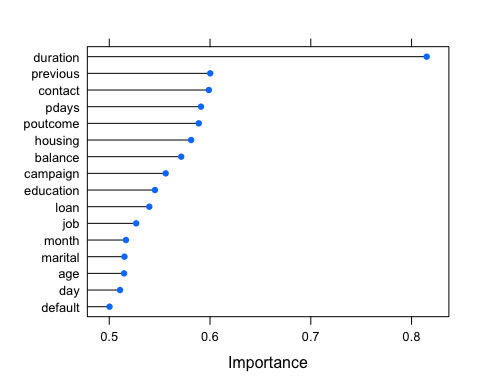 duration
previous
contact
pdays
poutcome
housing
balance
campaign
education
loan
job
month
marital
age
day
default
0.5 0.6 0.7 0.8
Importance